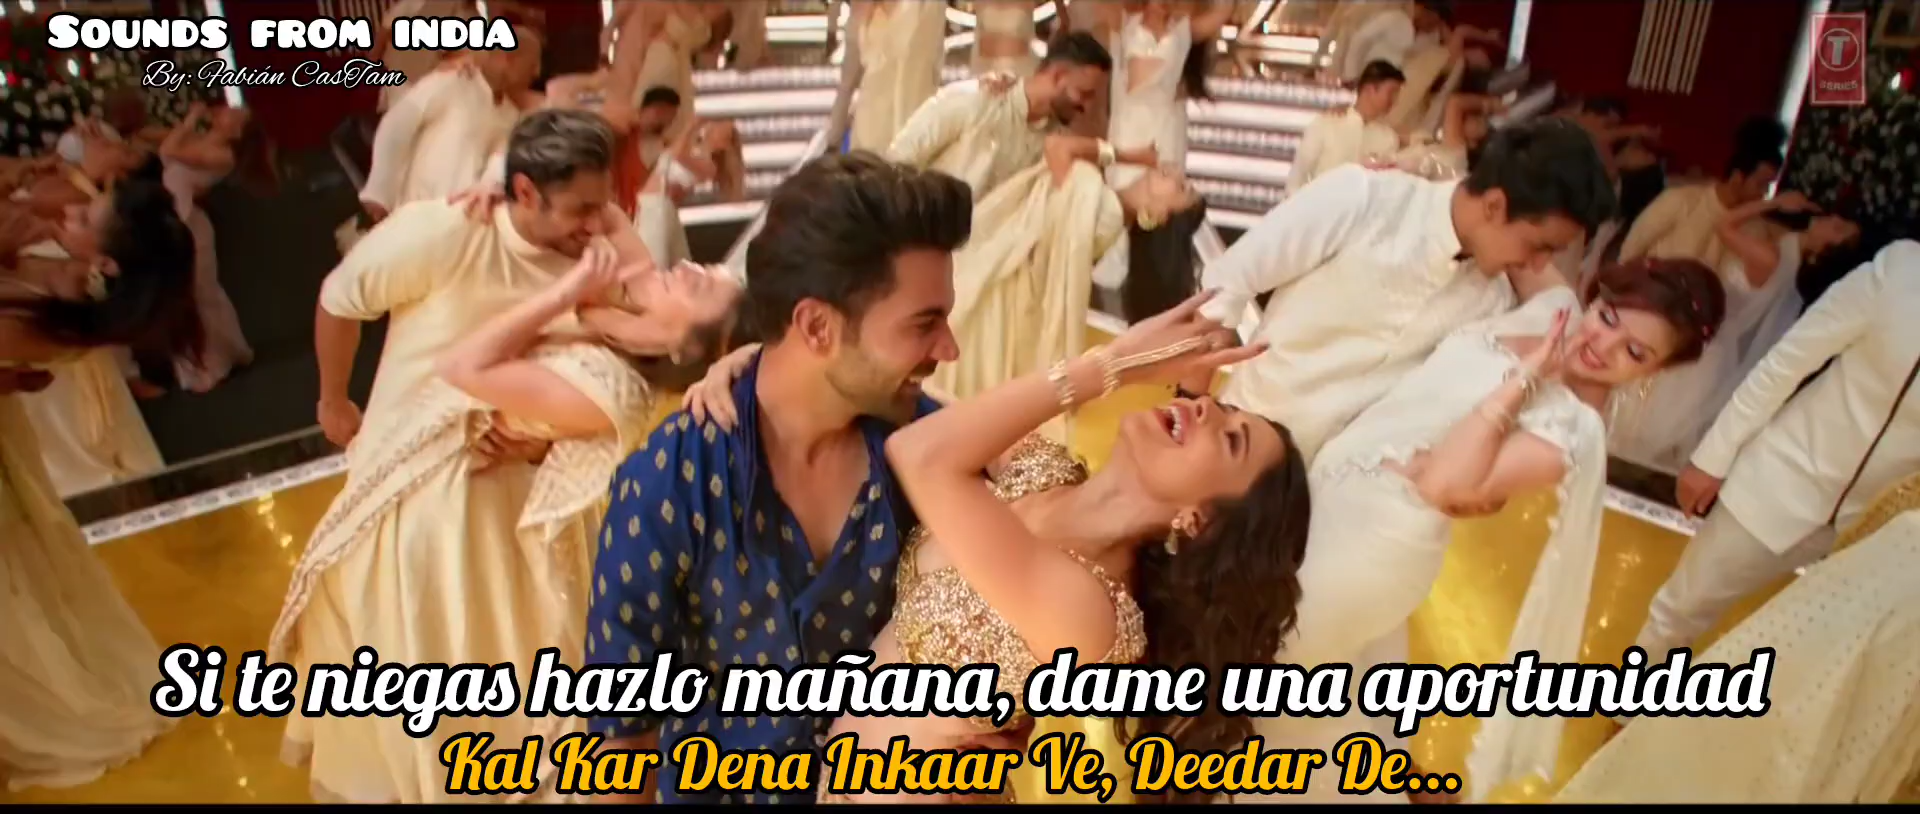 Sounds from india
By: Fabián CasTam
T
SERIES
Si te niegas hazlo mañana, dame una aportunidad
Kal Kar Dena Inkaar Ve, Deedar De...